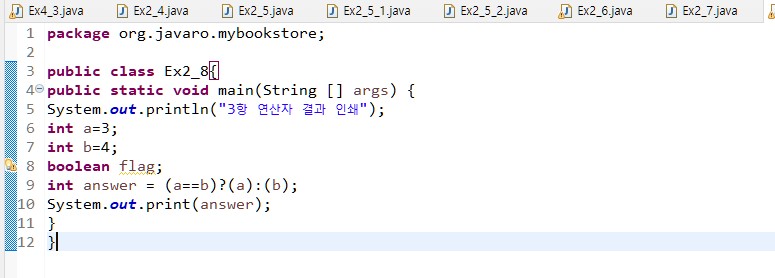 Ex4_3.java Ex2_4.java Ex2_5.java Ex2_5_1.java Ex2_5_2.java Ex2_6.java Ex2_7.java
1 package org.javaro.mybookstore;
2
3 public class Ex2_8{
4 public static void main(String [] args) {
5 System.out.println("3항 연산자 결과 인쇄");
6 int a=3;
7 int b=4;
8 boolean flag;
9 int answer = (a==b)?(a):(b);
10 System.out.print(answer);
11 }
12 }